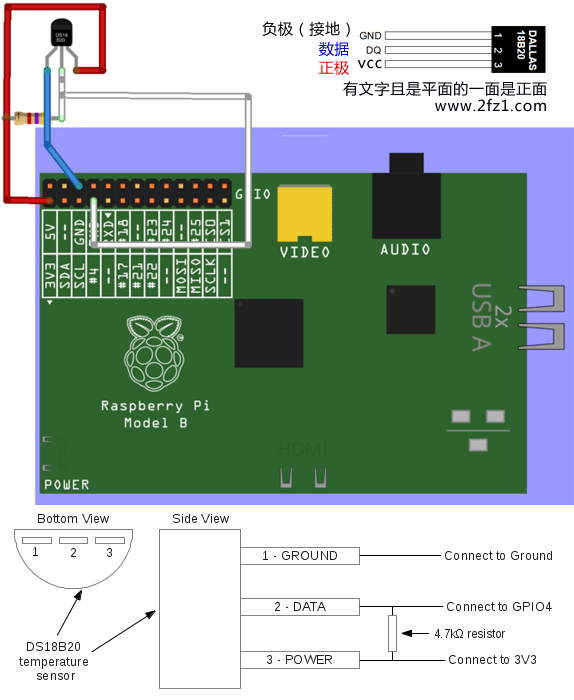 DS18
B20
负极（接地）
GND
数据
DQ
正极
VCC
1
2
3
DALLAS
18B20
有文字且是平面的一面是正面
www.2fz1.com
GPIO
5V
--
GND
TXD
#18
--
#23
#24
--
#25
CS0
CS1
3V3
SDA
SCL
#4
--
#17
#21
#22
--
MOSI
MISO
SCLK
--
VIDEO
AUDIO
2x
USB A
Raspberry Pi
Model B
HDMI
POWER
Bottom View
Side View
1
2
3
1 - GROUND
Connect to Ground
2 - DATA
Connect to GPIO4
4.7kΩ resistor
3 - POWER
Connect to 3V3
DS18B20
temperature
sensor